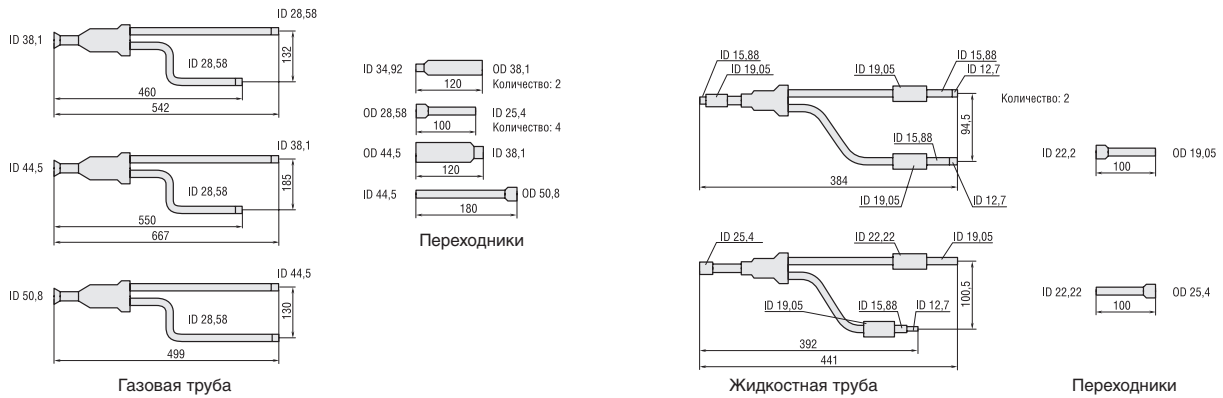 ID 28,58
ID 38,1
132
ID 28,58
460
542
ID 38,1
ID 44,5
185
ID 28,58
550
667
ID 44,5
ID 50,8
130
ID 28,58
499
Газовая труба
ID 34,92
OD 38,1
120
Количество: 2
OD 28,58
ID 25,4
100
Количество: 4
OD 44,5
ID 38,1
120
ID 44,5
OD 50,8
180
Переходники
ID 15,88
ID 19,05
ID 19,05
ID 15,88
ID 12,7
Количество: 2
94,5
ID 15,88
384
ID 19,05
ID 12,7
ID 25,4
ID 22,22
ID 19,05
100,5
ID 19,05
ID 15,88
ID 12,7
392
441
Жидкостная труба
ID 22,2
OD 19,05
100
ID 22,22
OD 25,4
100
Переходники